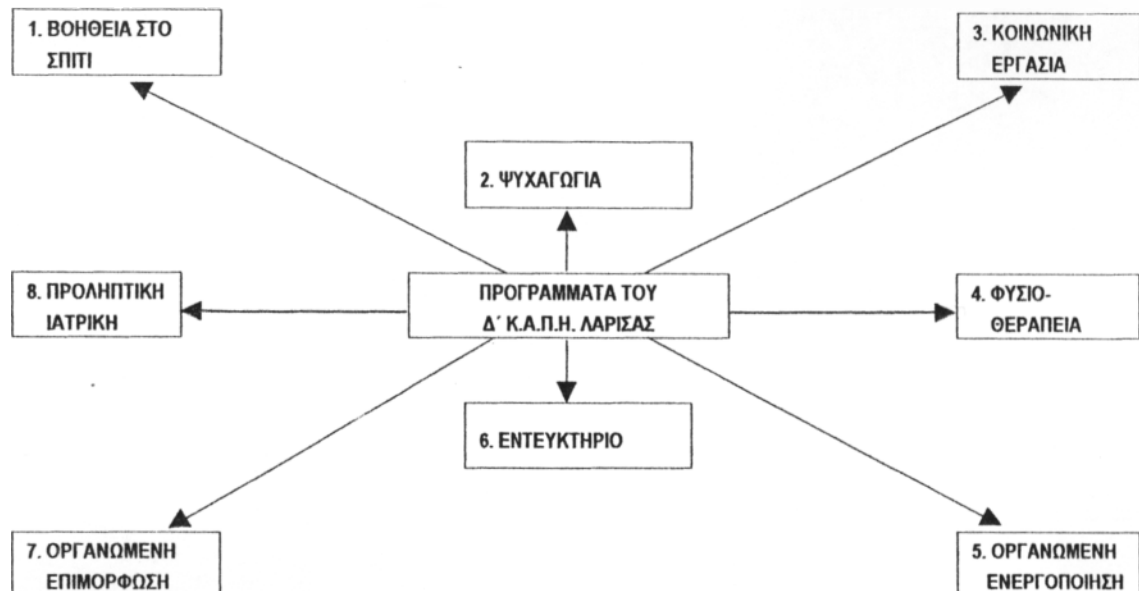 1. ΒΟΗΘΕΙΑ ΣΤΟ
ΣΠΙΤΙ
3. ΚΟΙΝΩΝΙΚΗ
ΕΡΓΑΣΙΑ
2. ΨΥΧΑΓΩΓΙΑ
8. ΠΡΟΛΗΠΤΙΚΗ
ΙΑΤΡΙΚΗ
ΠΡΟΓΡΑΜΜΑΤΑ ΤΟΥ
Δ΄ Κ.Α.Π.Η. ΛΑΡΙΣΑΣ
4. ΦΥΣΙΟ-
ΘΕΡΑΠΕΙΑ
6. ΕΝΤΕΥΚΤΗΡΙΟ
7. ΟΡΓΑΝΩΜΕΝΗ
ΕΠΙΜΟΡΦΩΣΗ
5. ΟΡΓΑΝΩΜΕΝΗ
ΕΝΕΡΓΟΠΟΙΗΣΗ